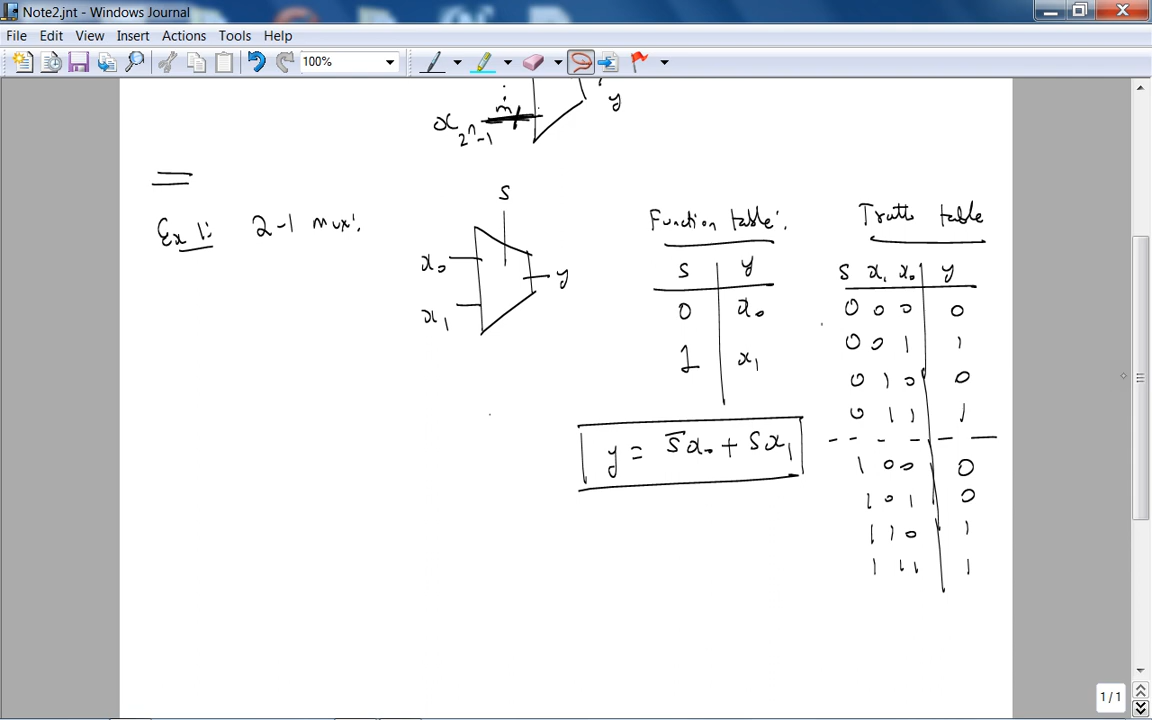 Note2.jnt - Windows Journal
File Edit View Insert Actions Tools Help
100%
m
y
x₂ⁿ₋₁
Ex 1: 2-1 mux:
S
x₀
x₁
y
Function table:
S y
0 x₀
1 x₁
y = S̅x₀ + Sx₁
Truth table
S x₁ x₀ y
0 0 0 0
0 0 1 1
0 1 0 0
0 1 1 1
1 0 0 0
1 0 1 0
1 1 0 1
1 1 1 1
1 / 1